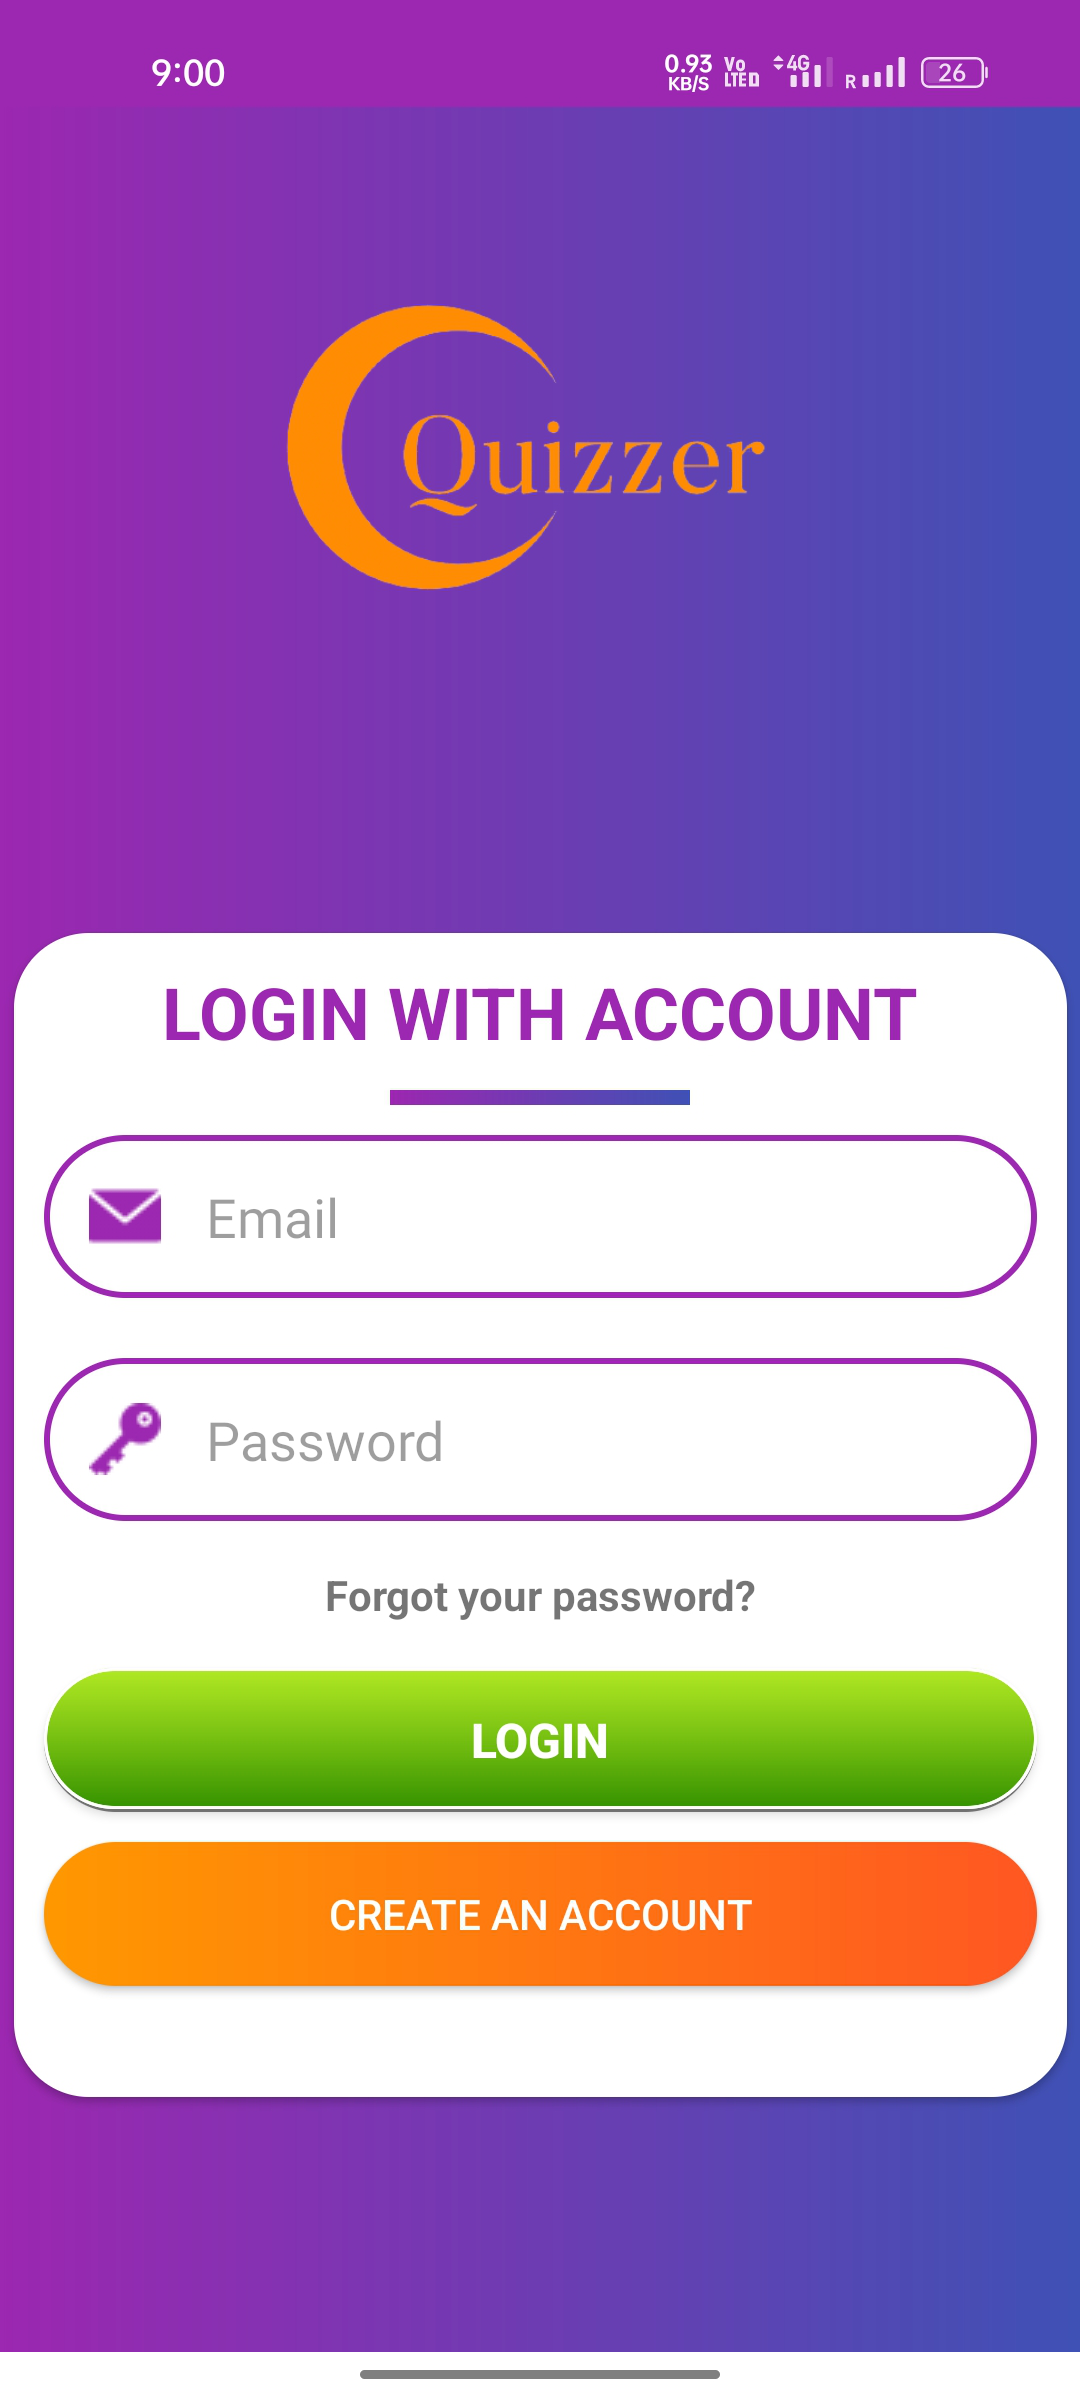 9:00 0.93 KB/S Vo LTE D 4G R 26
Quizzer
LOGIN WITH ACCOUNT
Email
Password
Forgot your password?
LOGIN
CREATE AN ACCOUNT